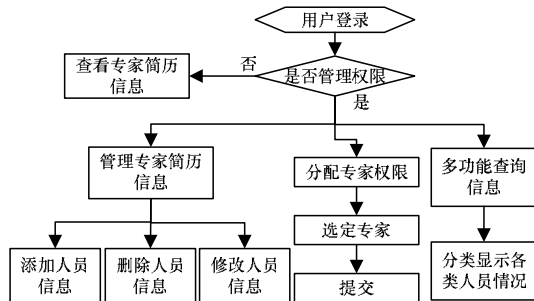 用户登录
是否管理权限
否
查看专家简历
信息
是
管理专家简历
信息
分配专家权限
多功能查询
信息
选定专家
添加人员
信息
删除人员
信息
修改人员
信息
提交
分类显示各
类人员情况